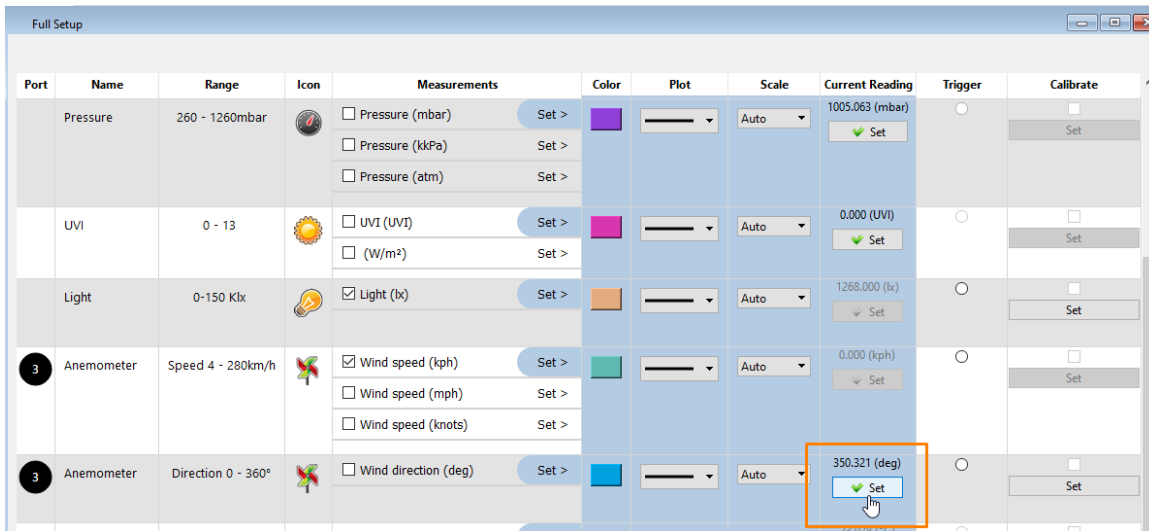 Full Setup
Port Name Range Icon Measurements Color Plot Scale Current Reading Trigger Calibrate
Pressure 260 - 1260mbar Pressure (mbar) Set > Auto 1005.063 (mbar)
Set Set
Pressure (kkPa) Set >
Pressure (atm) Set >
UVI 0 - 13 UVI (UVI) Set > Auto 0.000 (UVI)
Set Set
(W/m²) Set >
Light 0-150 Klx Light (lx) Set > Auto 1268.000 (lx)
Set Set
3 Anemometer Speed 4 - 280km/h Wind speed (kph) Set > Auto 0.000 (kph)
Set Set
Wind speed (mph) Set >
Wind speed (knots) Set >
3 Anemometer Direction 0 - 360° Wind direction (deg) Set > Auto 350.321 (deg)
Set Set